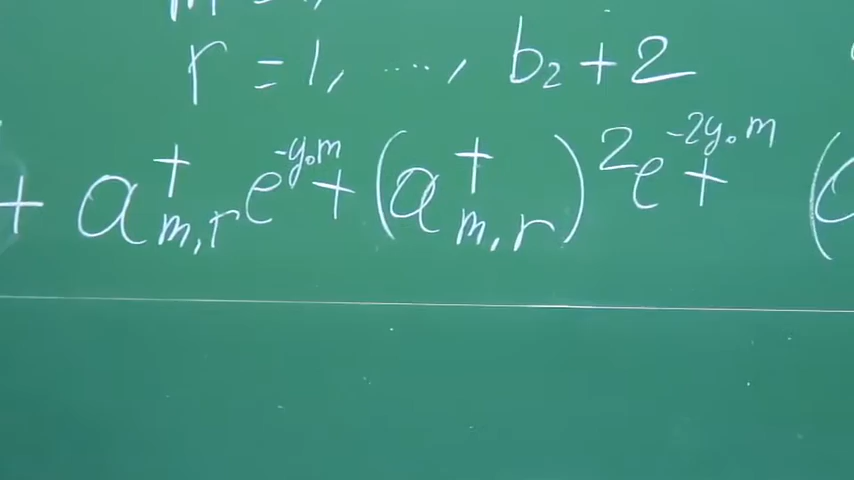 r = 1, ...., b₂ + 2
+ a†ₘ,ᵣ e^{-y₀m} + (a†ₘ,ᵣ)² e^{-2y₀m} + (